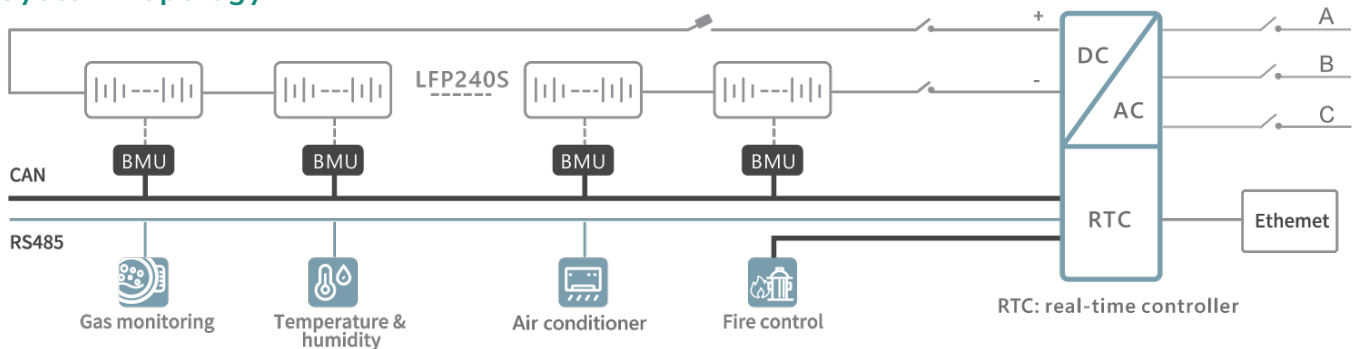 +
A
DC
B
LFP240S
-
AC
C
BMU
BMU
BMU
BMU
CAN
RTC
Ethemet
RS485
Gas monitoring
Temperature &
humidity
Air conditioner
Fire control
RTC: real-time controller